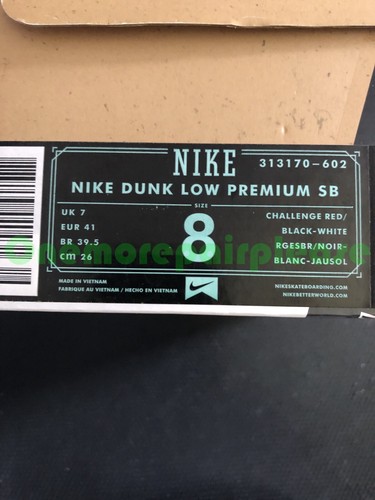 NIKE 313170-602
NIKE DUNK LOW PREMIUM SB
UK 7
EUR 41
BR 39.5
cm 26
SIZE
8
CHALLENGE RED/
BLACK-WHITE
RGESBR/NOIR-
BLANC-JAUSOL
Onemorepairplease
MADE IN VIETNAM
FABRIQUE AU VIETNAM / HECHO EN VIETNAM
NIKESKATEBOARDING.COM
NIKEBETTERWORLD.COM